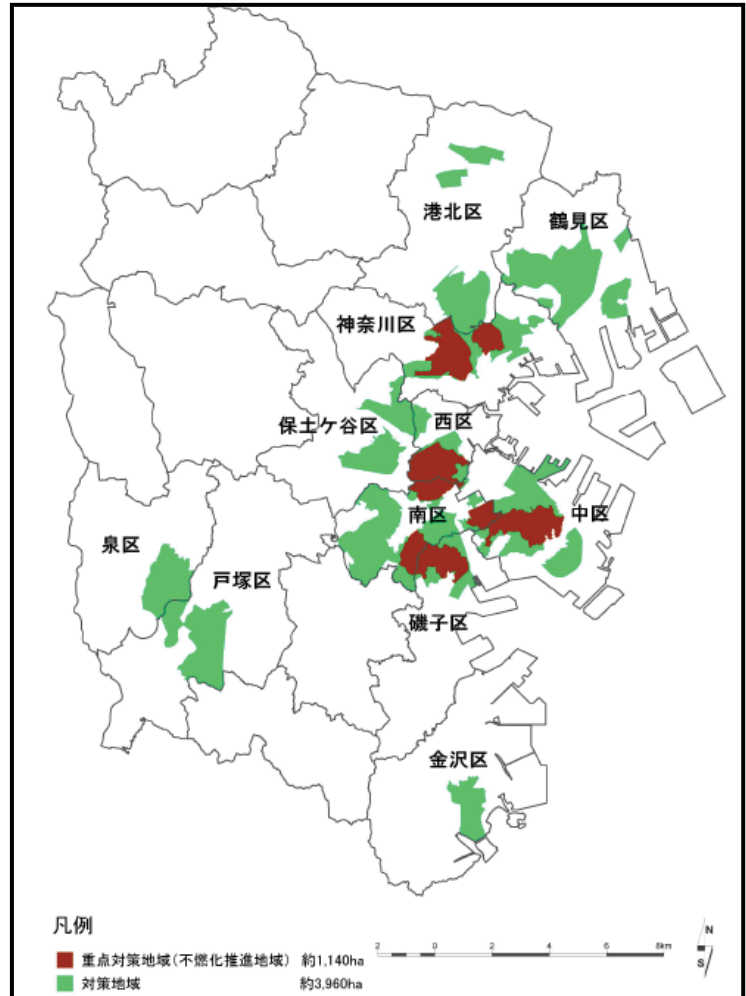 港北区
鶴見区
神奈川区
保土ケ谷区
西区
南区
中区
泉区
戸塚区
磯子区
金沢区
凡例
重点対策地域(不燃化推進地域) 約1,140ha
対策地域 約3,960ha
2 0 2 4 6 8km
N
S